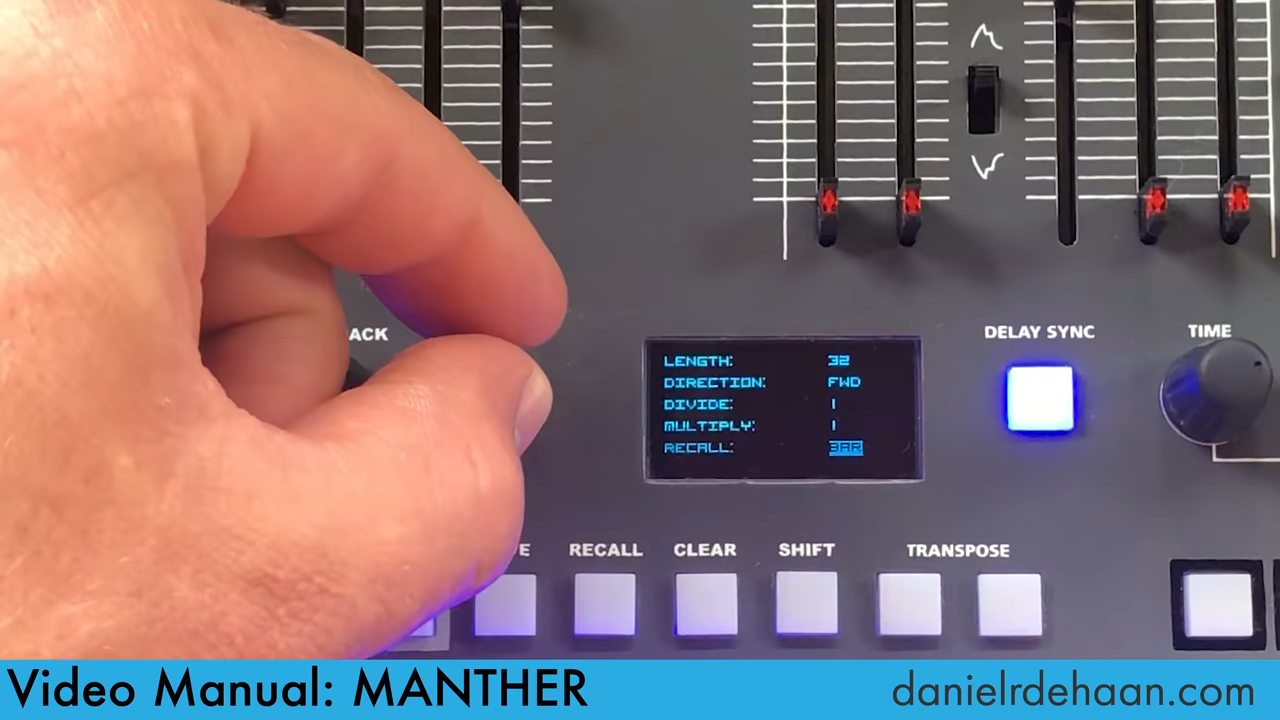 ACK
DELAY SYNC
TIME
LENGTH: 32
DIRECTION: FWD
DIVIDE: 1
MULTIPLY: 1
RECALL: BAR
E RECALL CLEAR SHIFT TRANSPOSE
Video Manual: MANTHER
danielrdehaan.com